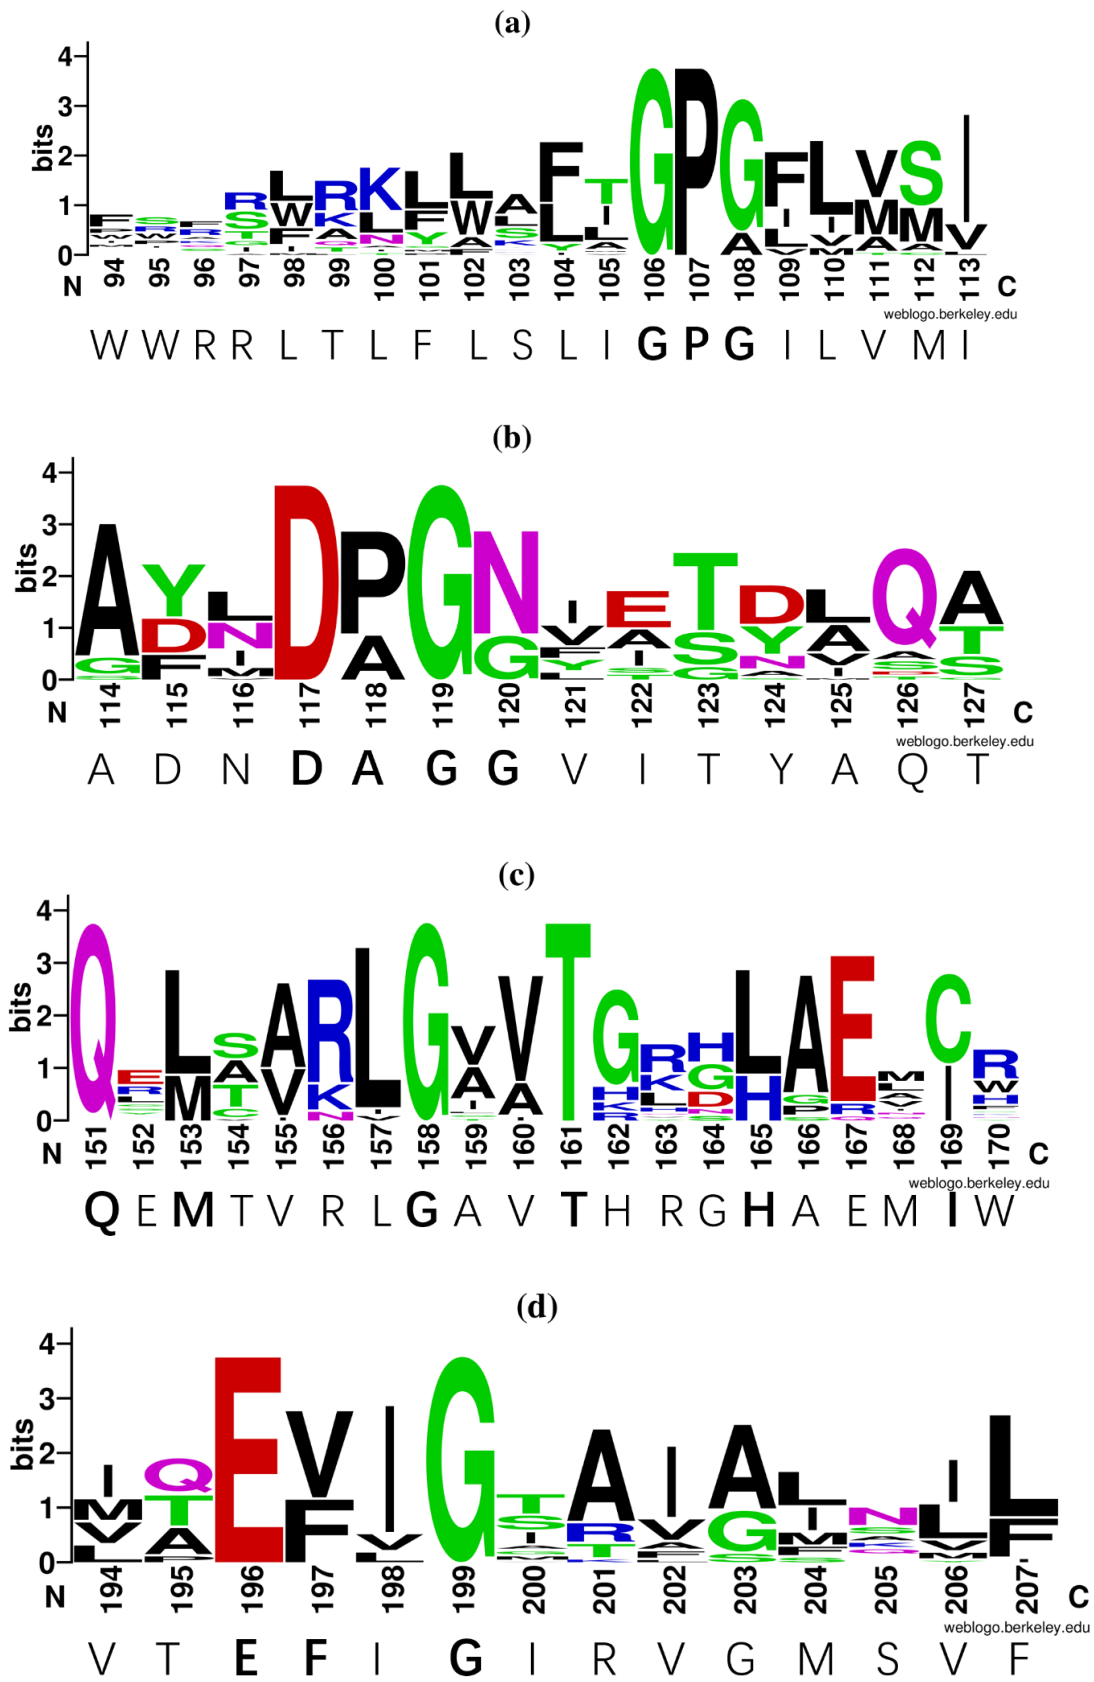 (a)
bits
4
3
2
1
0
N 94 95 96 97 98 99 100 101 102 103 104 105 106 107 108 109 110 111 112 113 C
weblogo.berkeley.edu
W W R R L T L F L S L I G P G I L V M I
(b)
bits
4
3
2
1
0
N 114 115 116 117 118 119 120 121 122 123 124 125 126 127 C
weblogo.berkeley.edu
A D N D A G G V I T Y A Q T
(c)
bits
4
3
2
1
0
N 151 152 153 154 155 156 157 158 159 160 161 162 163 164 165 166 167 168 169 170 C
weblogo.berkeley.edu
Q E M T V R L G A V T H R G H A E M I W
(d)
bits
4
3
2
1
0
N 194 195 196 197 198 199 200 201 202 203 204 205 206 207 C
weblogo.berkeley.edu
V T E F I G I R V G M S V F